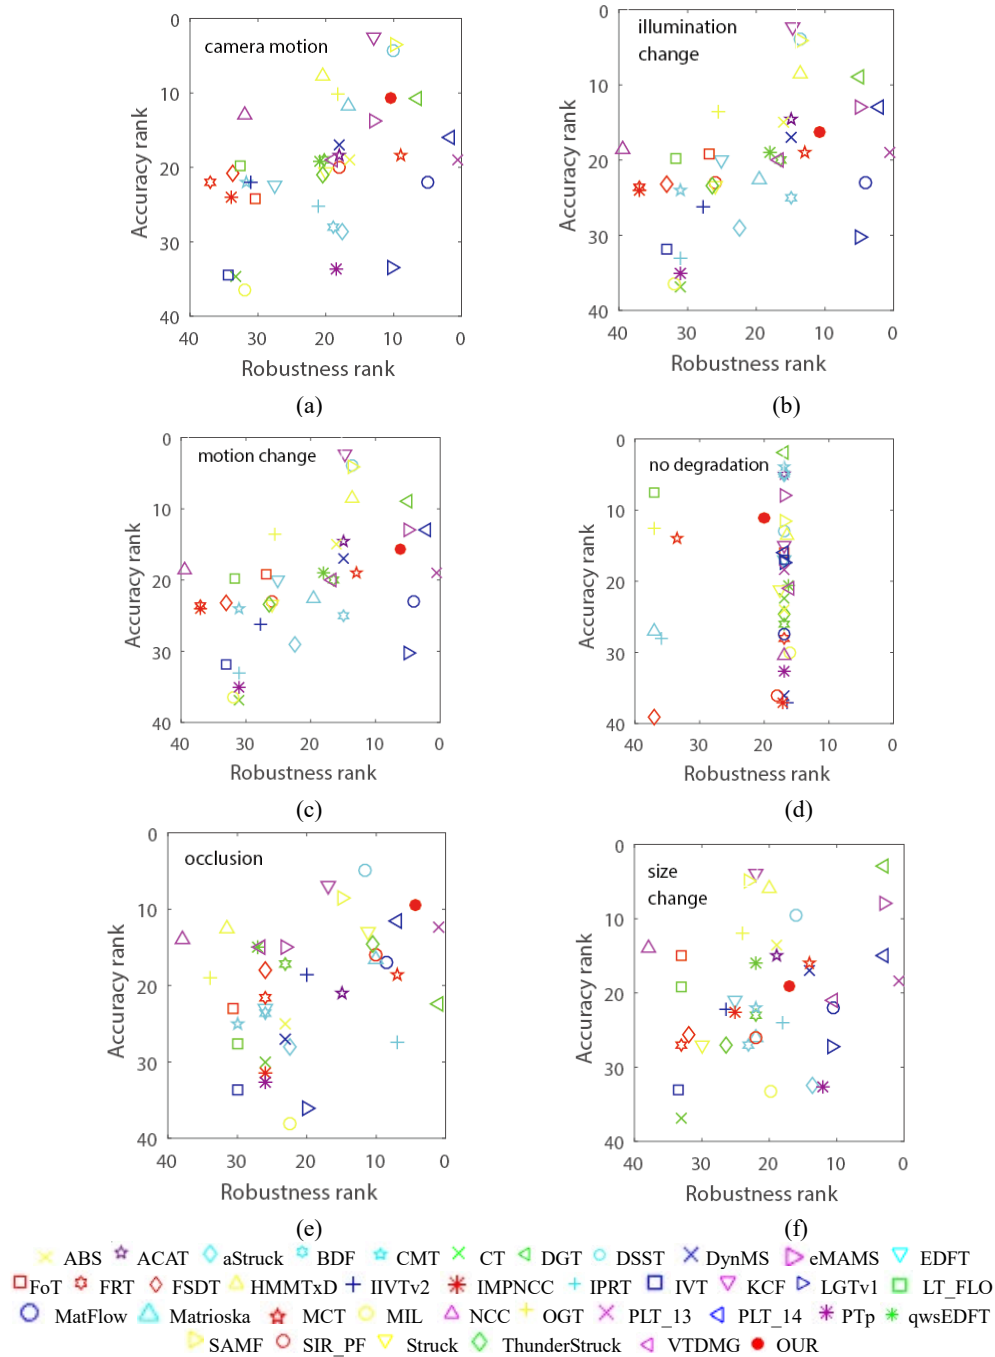 camera motion
0
10
20
30
40
40
30
20
10
0
Accuracy rank
Robustness rank
(a)
illumination
change
0
10
20
30
40
40
30
20
10
0
Accuracy rank
Robustness rank
(b)
motion change
0
10
20
30
40
40
30
20
10
0
Accuracy rank
Robustness rank
(c)
no degradation
0
10
20
30
40
40
30
20
10
0
Accuracy rank
Robustness rank
(d)
occlusion
0
10
20
30
40
40
30
20
10
0
Accuracy rank
Robustness rank
(e)
size
change
0
10
20
30
40
40
30
20
10
0
Accuracy rank
Robustness rank
(f)
ABS ACAT aStruck BDF CMT CT DGT DSST DynMS eMAMS EDFT
FoT FRT FSDT HMMTxD IIVTv2 IMPNCC IPRT IVT KCF LGTv1 LT_FLO
MatFlow Matrioska MCT MIL NCC OGT PLT_13 PLT_14 PTp qwsEDFT
SAMF SIR_PF Struck ThunderStruck VTDMG OUR